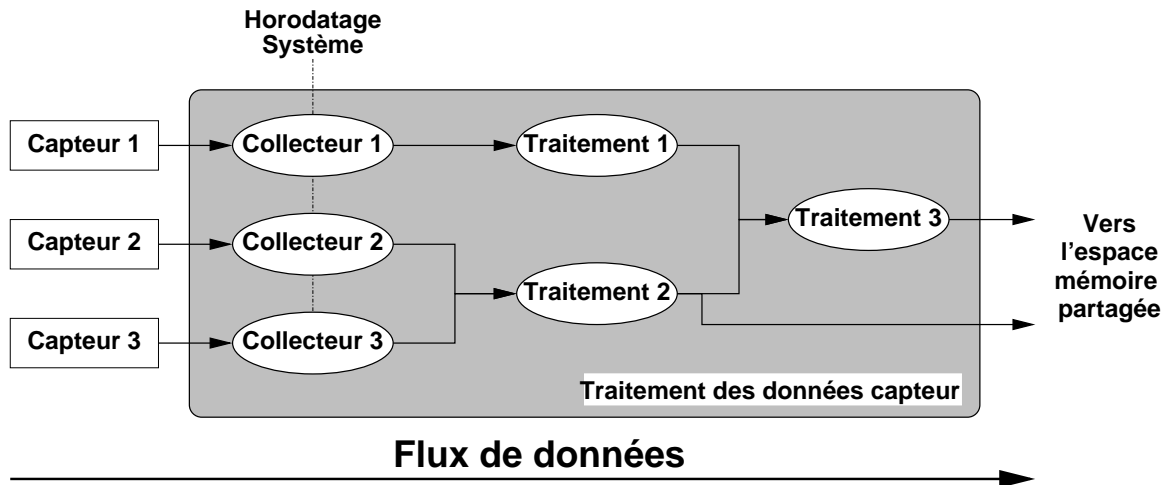 Horodatage
Système
Capteur 1
Collecteur 1
Traitement 1
Capteur 2
Collecteur 2
Traitement 3
Traitement 2
Capteur 3
Collecteur 3
Vers
l'espace
mémoire
partagée
Traitement des données capteur
Flux de données